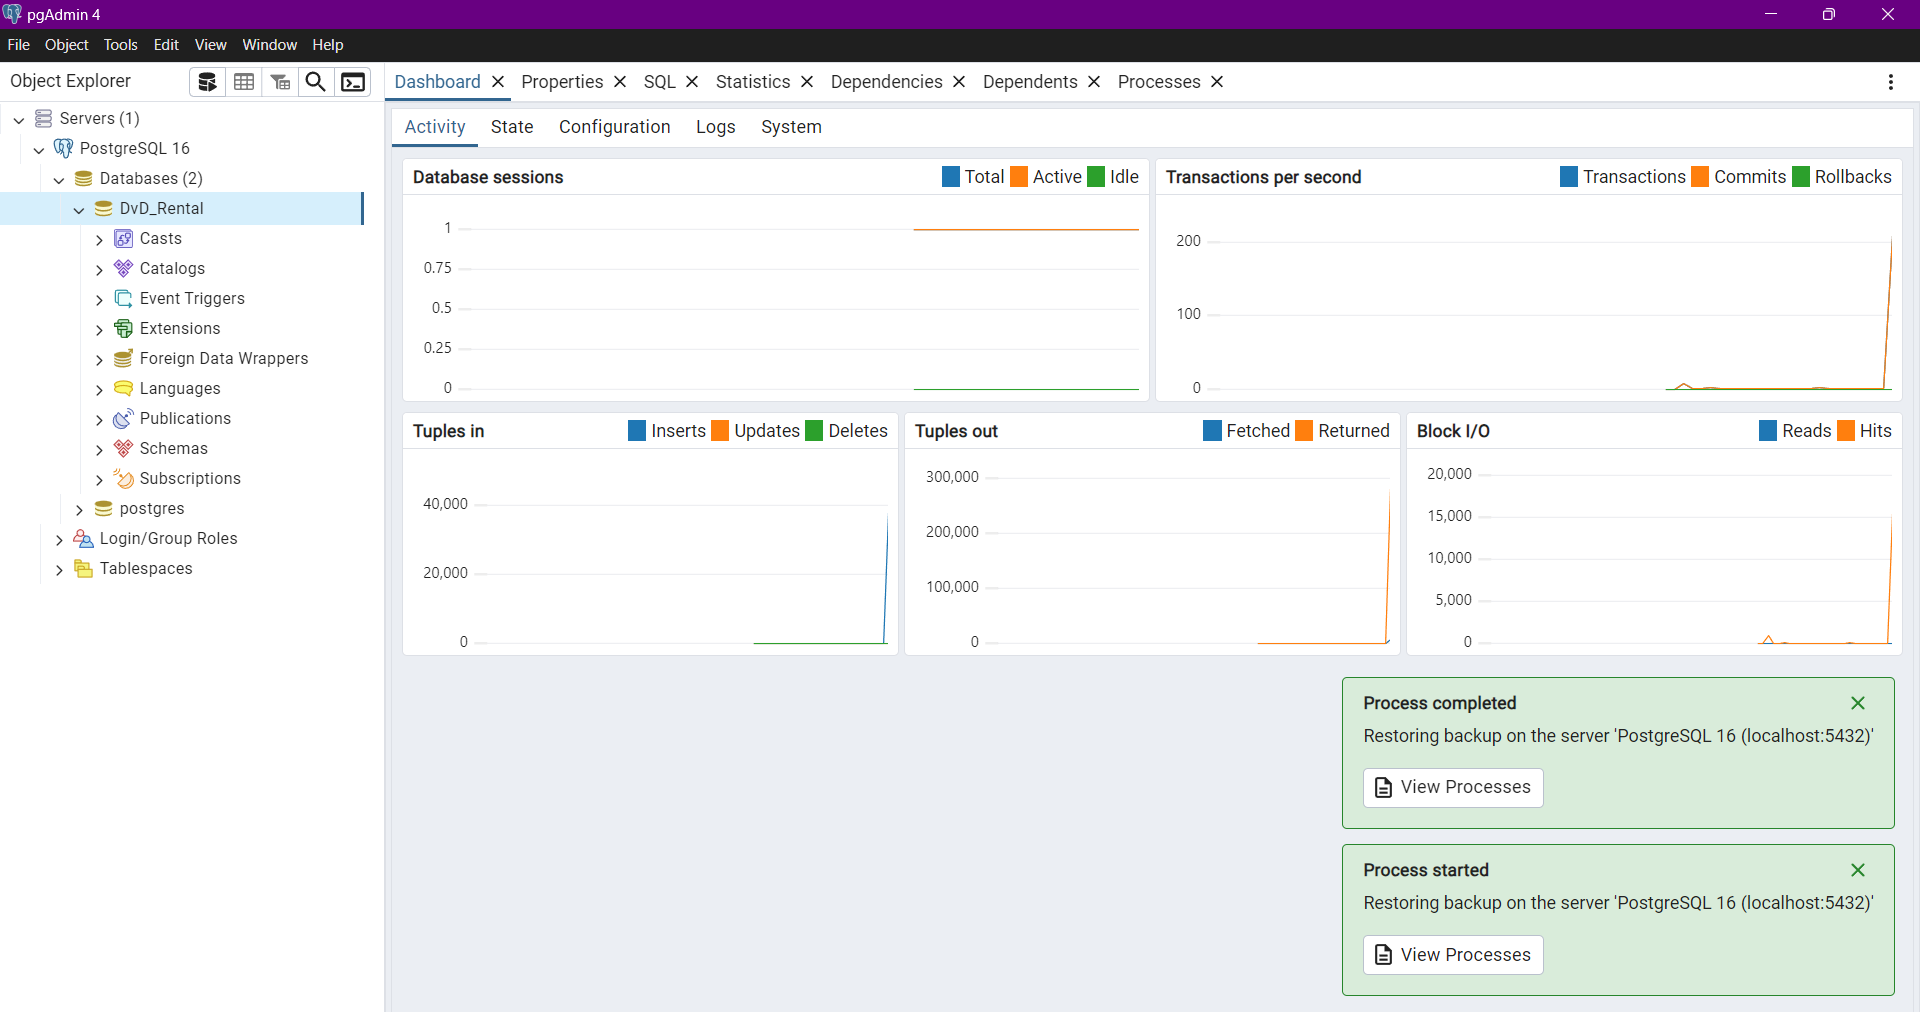 pgAdmin 4
File Object Tools Edit View Window Help
Object Explorer
Dashboard Properties SQL Statistics Dependencies Dependents Processes
Activity State Configuration Logs System
Servers (1)
PostgreSQL 16
Databases (2)
DvD_Rental
Casts
Catalogs
Event Triggers
Extensions
Foreign Data Wrappers
Languages
Publications
Schemas
Subscriptions
postgres
Login/Group Roles
Tablespaces
Database sessions Total Active Idle
1
0.75
0.5
0.25
0
Transactions per second Transactions Commits Rollbacks
200
100
0
Tuples in Inserts Updates Deletes
40,000
20,000
0
Tuples out Fetched Returned
300,000
200,000
100,000
0
Block I/O Reads Hits
20,000
15,000
10,000
5,000
0
Process completed
Restoring backup on the server 'PostgreSQL 16 (localhost:5432)'
View Processes
Process started
Restoring backup on the server 'PostgreSQL 16 (localhost:5432)'
View Processes